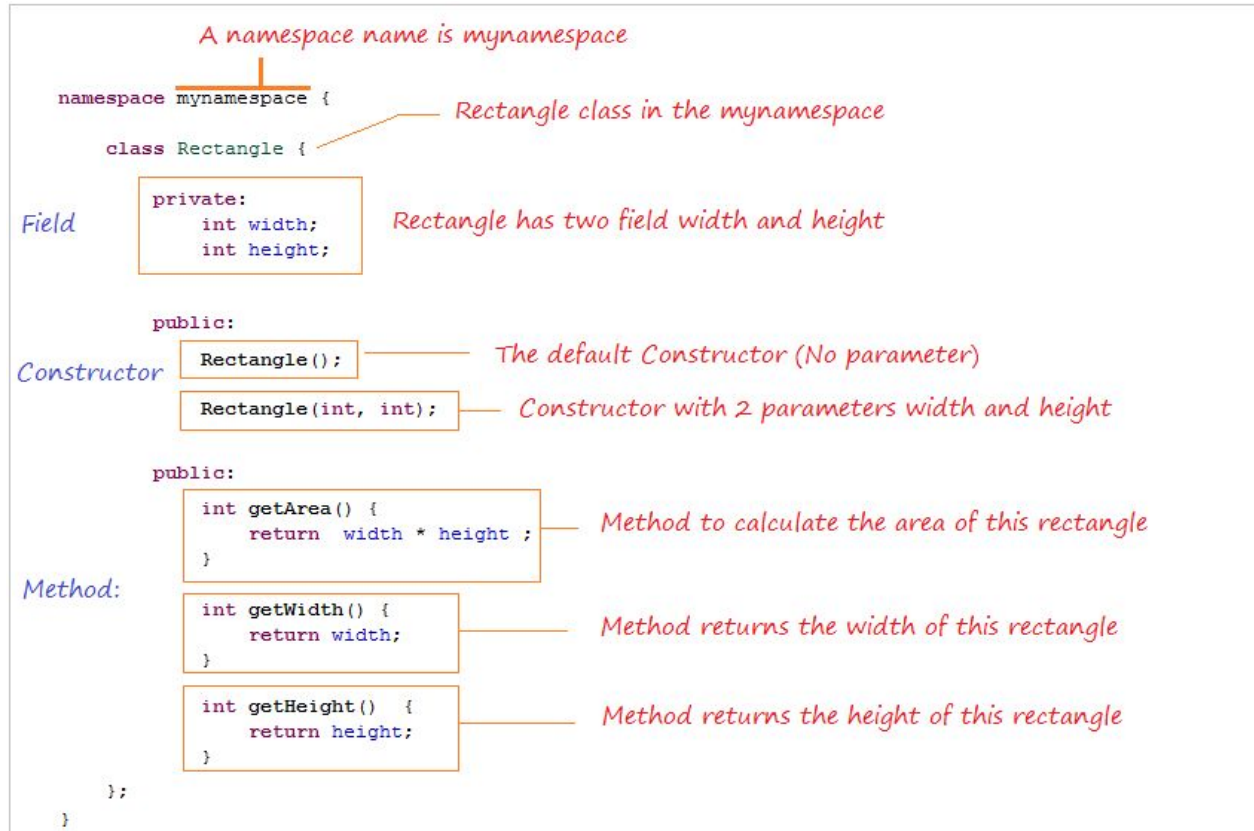 A namespace name is mynamespace
namespace mynamespace {
Rectangle class in the mynamespace
class Rectangle {
private:
int width;
int height;
Field
Rectangle has two field width and height
public:
Rectangle();
The default Constructor (No parameter)
Constructor
Rectangle(int, int);
Constructor with 2 parameters width and height
public:
int getArea() {
return  width * height ;
}
Method to calculate the area of this rectangle
Method:
int getWidth() {
return width;
}
Method returns the width of this rectangle
int getHeight()  {
return height;
}
Method returns the height of this rectangle
};
}